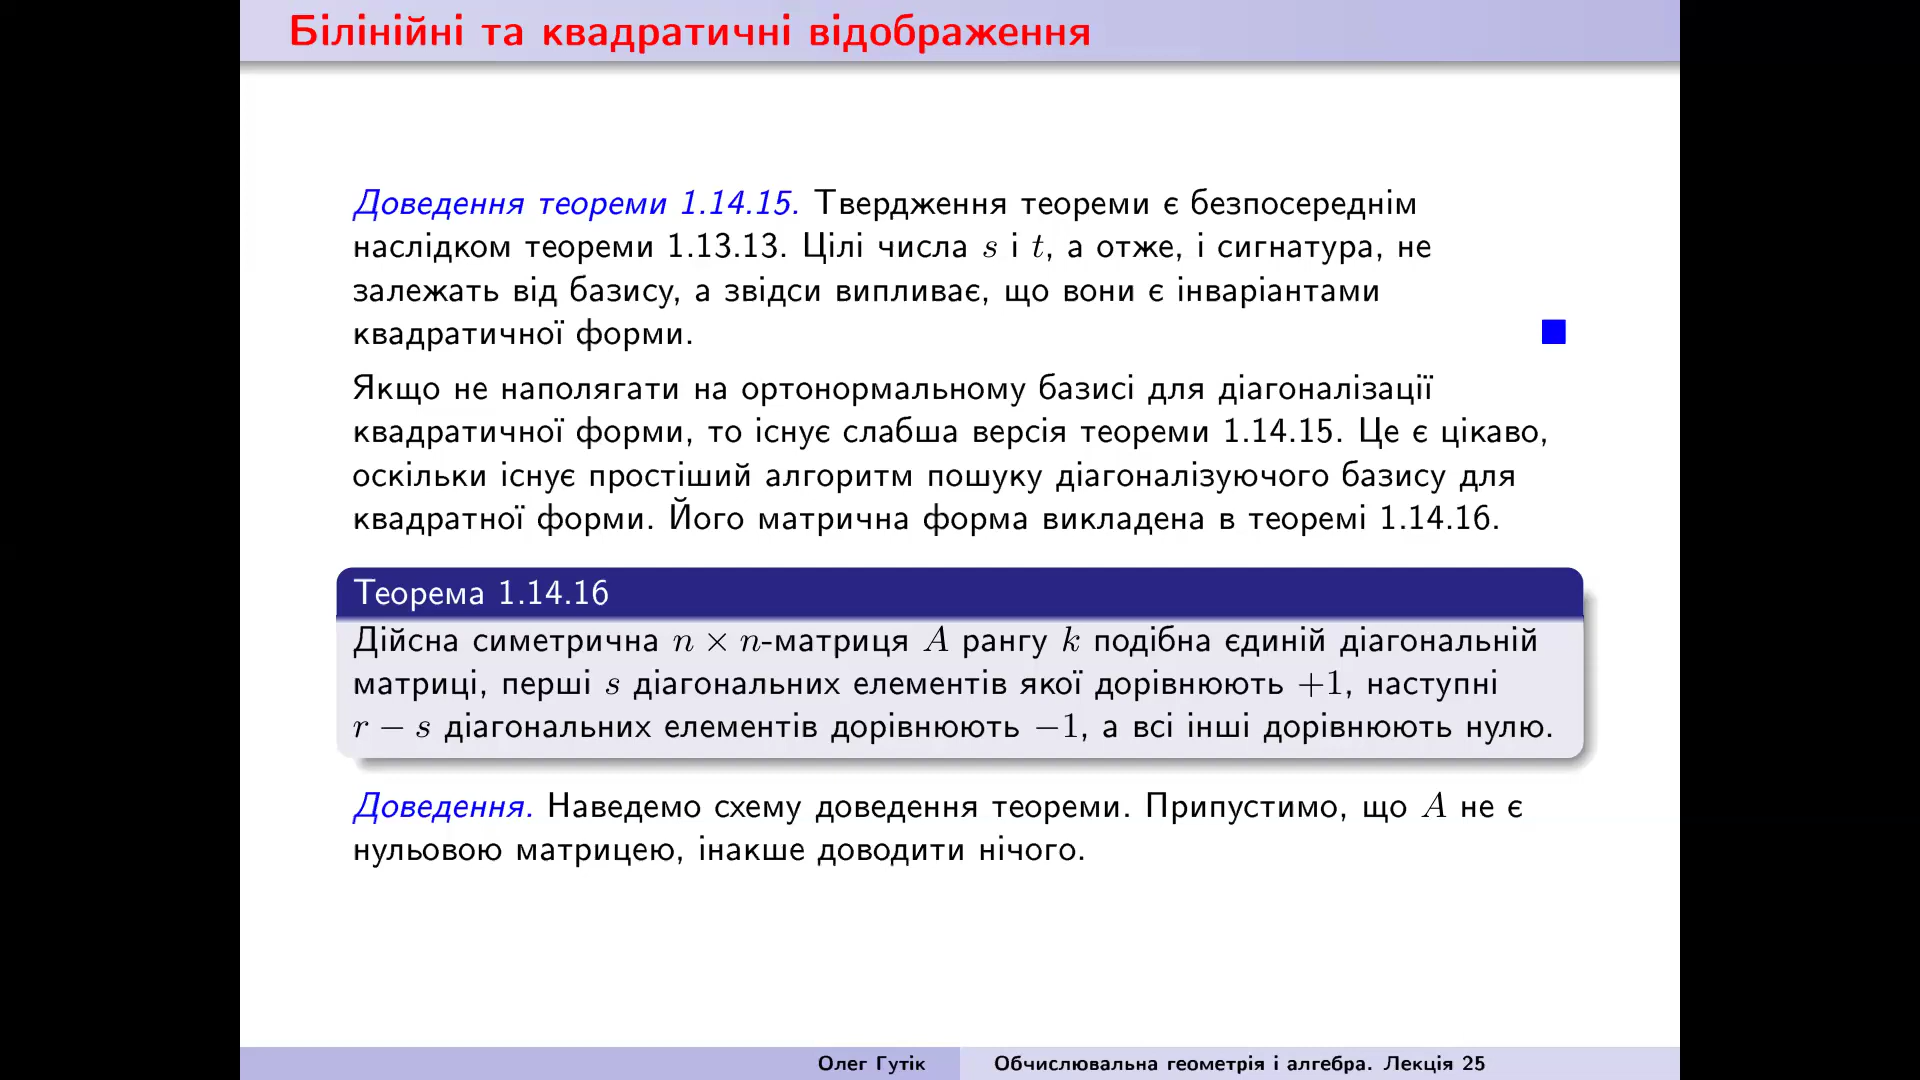 Білінійні та квадратичні відображення
Доведення теореми 1.14.15. Твердження теореми є безпосереднім
наслідком теореми 1.13.13. Цілі числа s і t, а отже, і сигнатура, не
залежать від базису, а звідси випливає, що вони є інваріантами
квадратичної форми.
Якщо не наполягати на ортонормальному базисі для діагоналізації
квадратичної форми, то існує слабша версія теореми 1.14.15. Це є цікаво,
оскільки існує простіший алгоритм пошуку діагоналізуючого базису для
квадратної форми. Його матрична форма викладена в теоремі 1.14.16.
Теорема 1.14.16
Дійсна симетрична n × n-матриця A рангу k подібна єдиній діагональній
матриці, перші s діагональних елементів якої дорівнюють +1, наступні
r − s діагональних елементів дорівнюють −1, а всі інші дорівнюють нулю.
Доведення. Наведемо схему доведення теореми. Припустимо, що A не є
нульовою матрицею, інакше доводити нічого.
Олег Гутік Обчислювальна геометрія і алгебра. Лекція 25